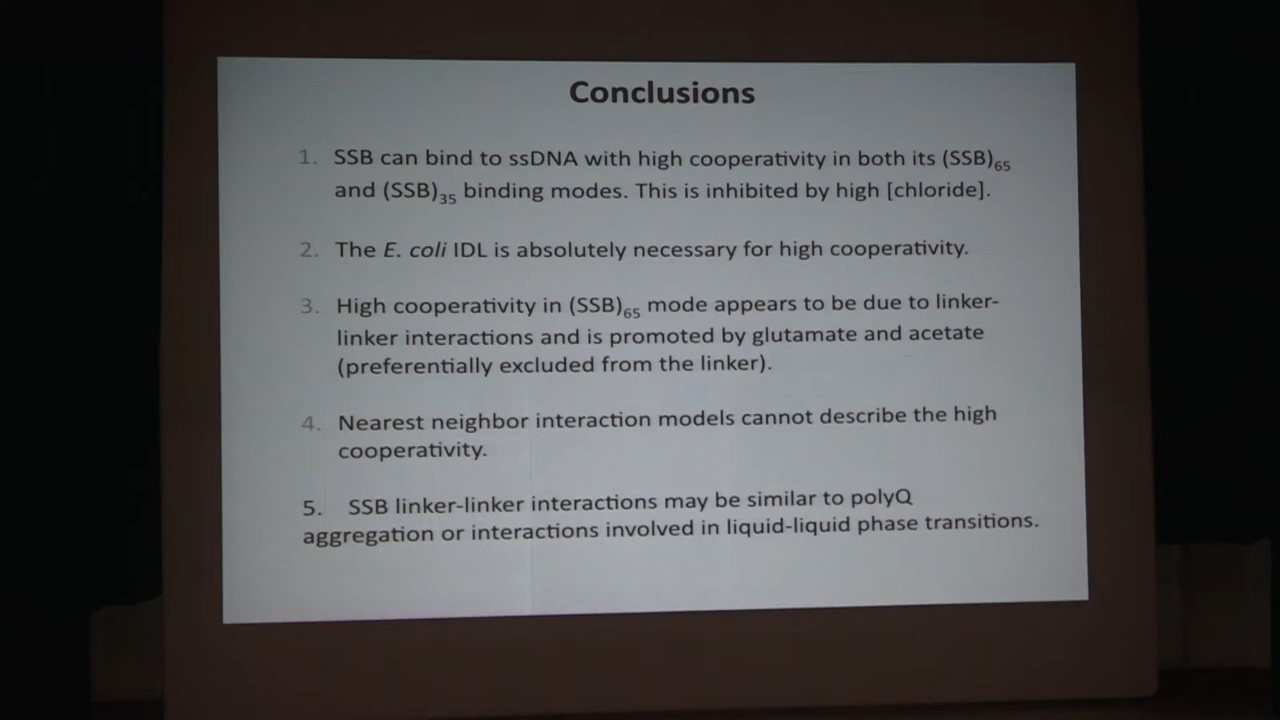 Conclusions
1. SSB can bind to ssDNA with high cooperativity in both its (SSB)65
and (SSB)35 binding modes. This is inhibited by high [chloride].
2. The E. coli IDL is absolutely necessary for high cooperativity.
3. High cooperativity in (SSB)65 mode appears to be due to linker-
linker interactions and is promoted by glutamate and acetate
(preferentially excluded from the linker).
4. Nearest neighbor interaction models cannot describe the high
cooperativity.
5. SSB linker-linker interactions may be similar to polyQ
aggregation or interactions involved in liquid-liquid phase transitions.